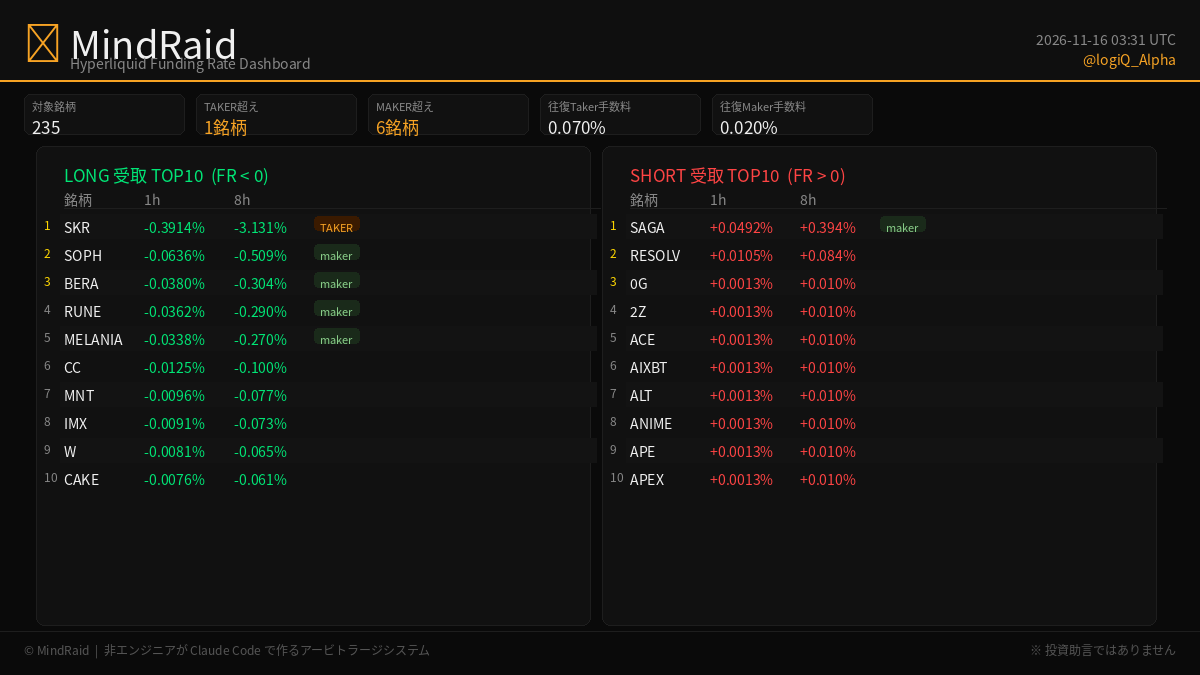 MindRaid
Hyperliquid Funding Rate Dashboard
2026-11-16 03:31 UTC
@logiQ_Alpha
対象銘柄
235
TAKER超え
1銘柄
MAKER超え
6銘柄
往復Taker手数料
0.070%
往復Maker手数料
0.020%
LONG 受取 TOP10 (FR < 0)
銘柄 1h 8h
1 SKR -0.3914% -3.131% TAKER
2 SOPH -0.0636% -0.509% maker
3 BERA -0.0380% -0.304% maker
4 RUNE -0.0362% -0.290% maker
5 MELANIA -0.0338% -0.270% maker
6 CC -0.0125% -0.100%
7 MNT -0.0096% -0.077%
8 IMX -0.0091% -0.073%
9 W -0.0081% -0.065%
10 CAKE -0.0076% -0.061%
SHORT 受取 TOP10 (FR > 0)
銘柄 1h 8h
1 SAGA +0.0492% +0.394% maker
2 RESOLV +0.0105% +0.084%
3 0G +0.0013% +0.010%
4 2Z +0.0013% +0.010%
5 ACE +0.0013% +0.010%
6 AIXBT +0.0013% +0.010%
7 ALT +0.0013% +0.010%
8 ANIME +0.0013% +0.010%
9 APE +0.0013% +0.010%
10 APEX +0.0013% +0.010%
© MindRaid | 非エンジニアが Claude Code で作るアービトラージシステム
※ 投資助言ではありません